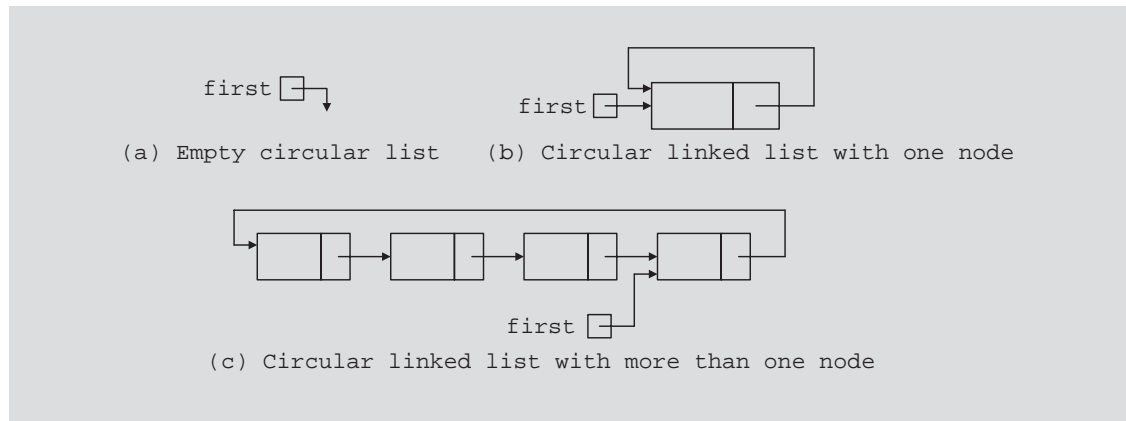 first
first
(a) Empty circular list
(b) Circular linked list with one node
first
(c) Circular linked list with more than one node